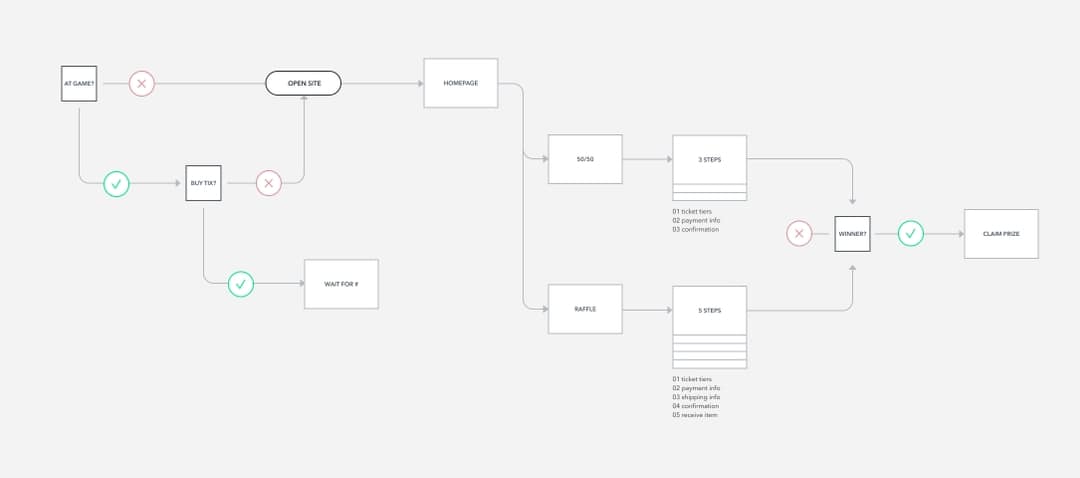 AT GAME?
OPEN SITE
HOMEPAGE
BUY TIX?
WAIT FOR #
50/50
3 STEPS
01 ticket tiers
02 payment info
03 confirmation
RAFFLE
5 STEPS
01 ticket tiers
02 payment info
03 shipping info
04 confirmation
05 receive item
WINNER?
CLAIM PRIZE